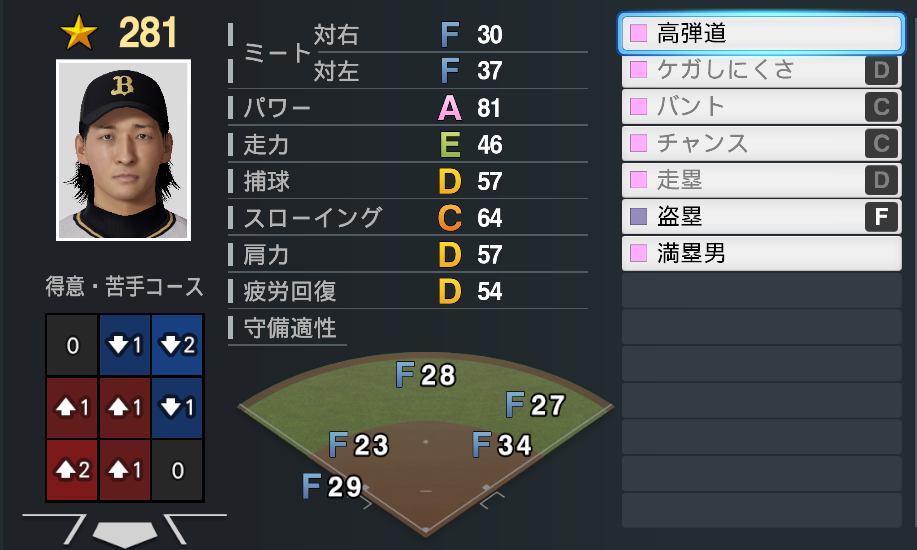 281
B
ミート 対右 F 30
対左 F 37
パワー A 81
走力 E 46
捕球 D 57
スローイング C 64
肩力 D 57
疲労回復 D 54
守備適性
F 28
F 27
F 23
F 34
F 29
得意・苦手コース
0 1 2
1 1 1
2 1 0
高弾道
ケガしにくさ D
バント C
チャンス C
走塁 D
盗塁 F
満塁男